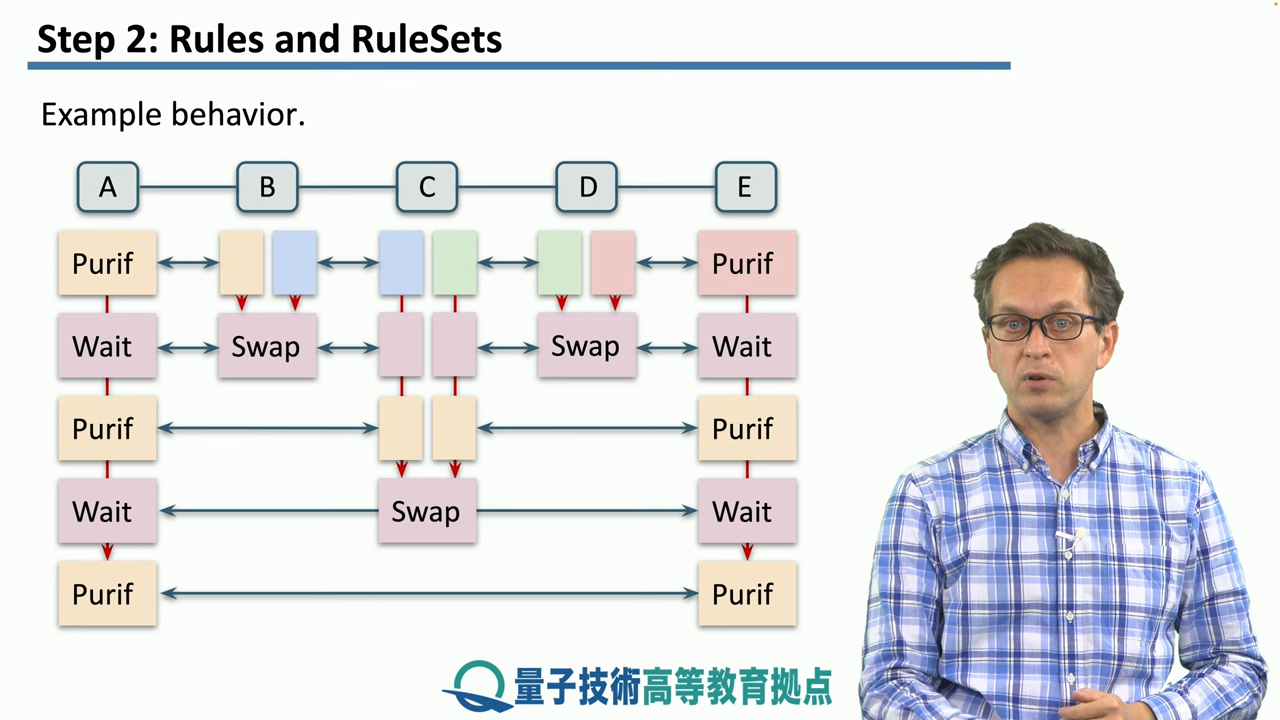 Step 2: Rules and RuleSets
Example behavior.
A B C D E
Purif Purif
Wait Swap Swap Wait
Purif Purif
Wait Swap Wait
Purif Purif
量子技術高等教育拠点